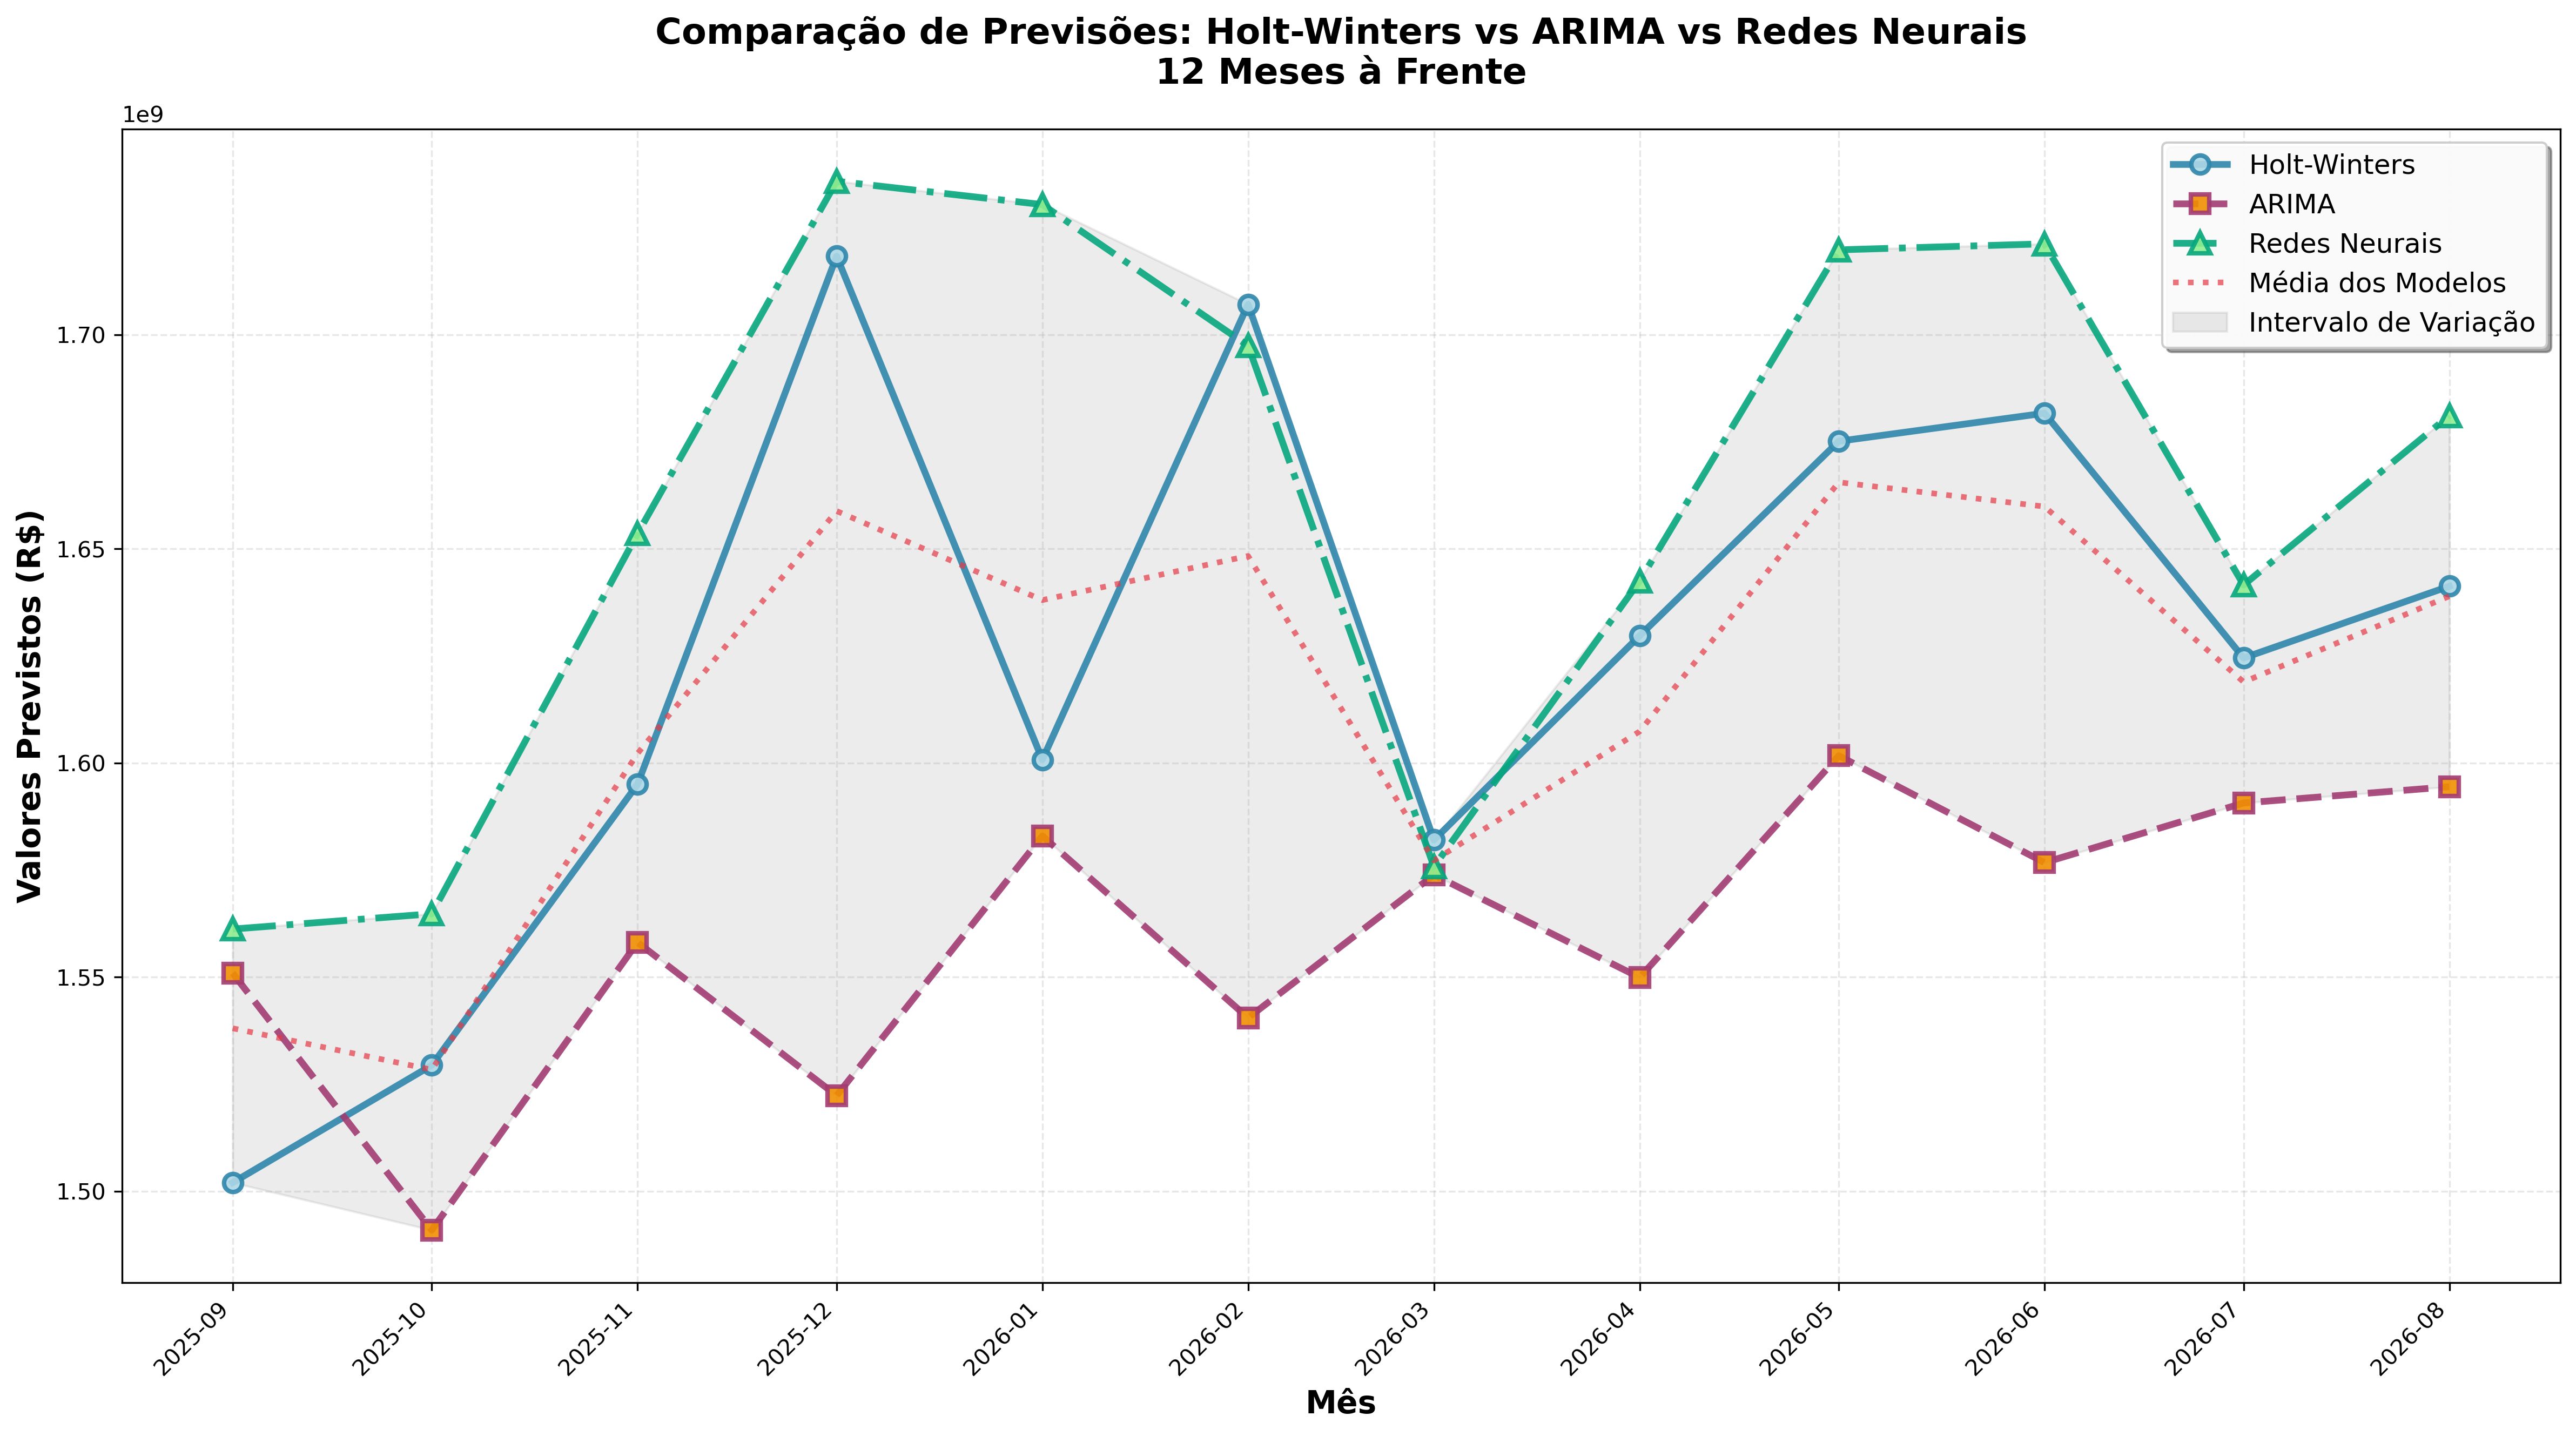 Comparação de Previsões: Holt-Winters vs ARIMA vs Redes Neurais
12 Meses à Frente
1e9
Holt-Winters
ARIMA
Redes Neurais
Média dos Modelos
Intervalo de Variação
Valores Previstos (R$)
1.70
1.65
1.60
1.55
1.50
2025-09
2025-10
2025-11
2025-12
2026-01
2026-02
2026-03
2026-04
2026-05
2026-06
2026-07
2026-08
Mês